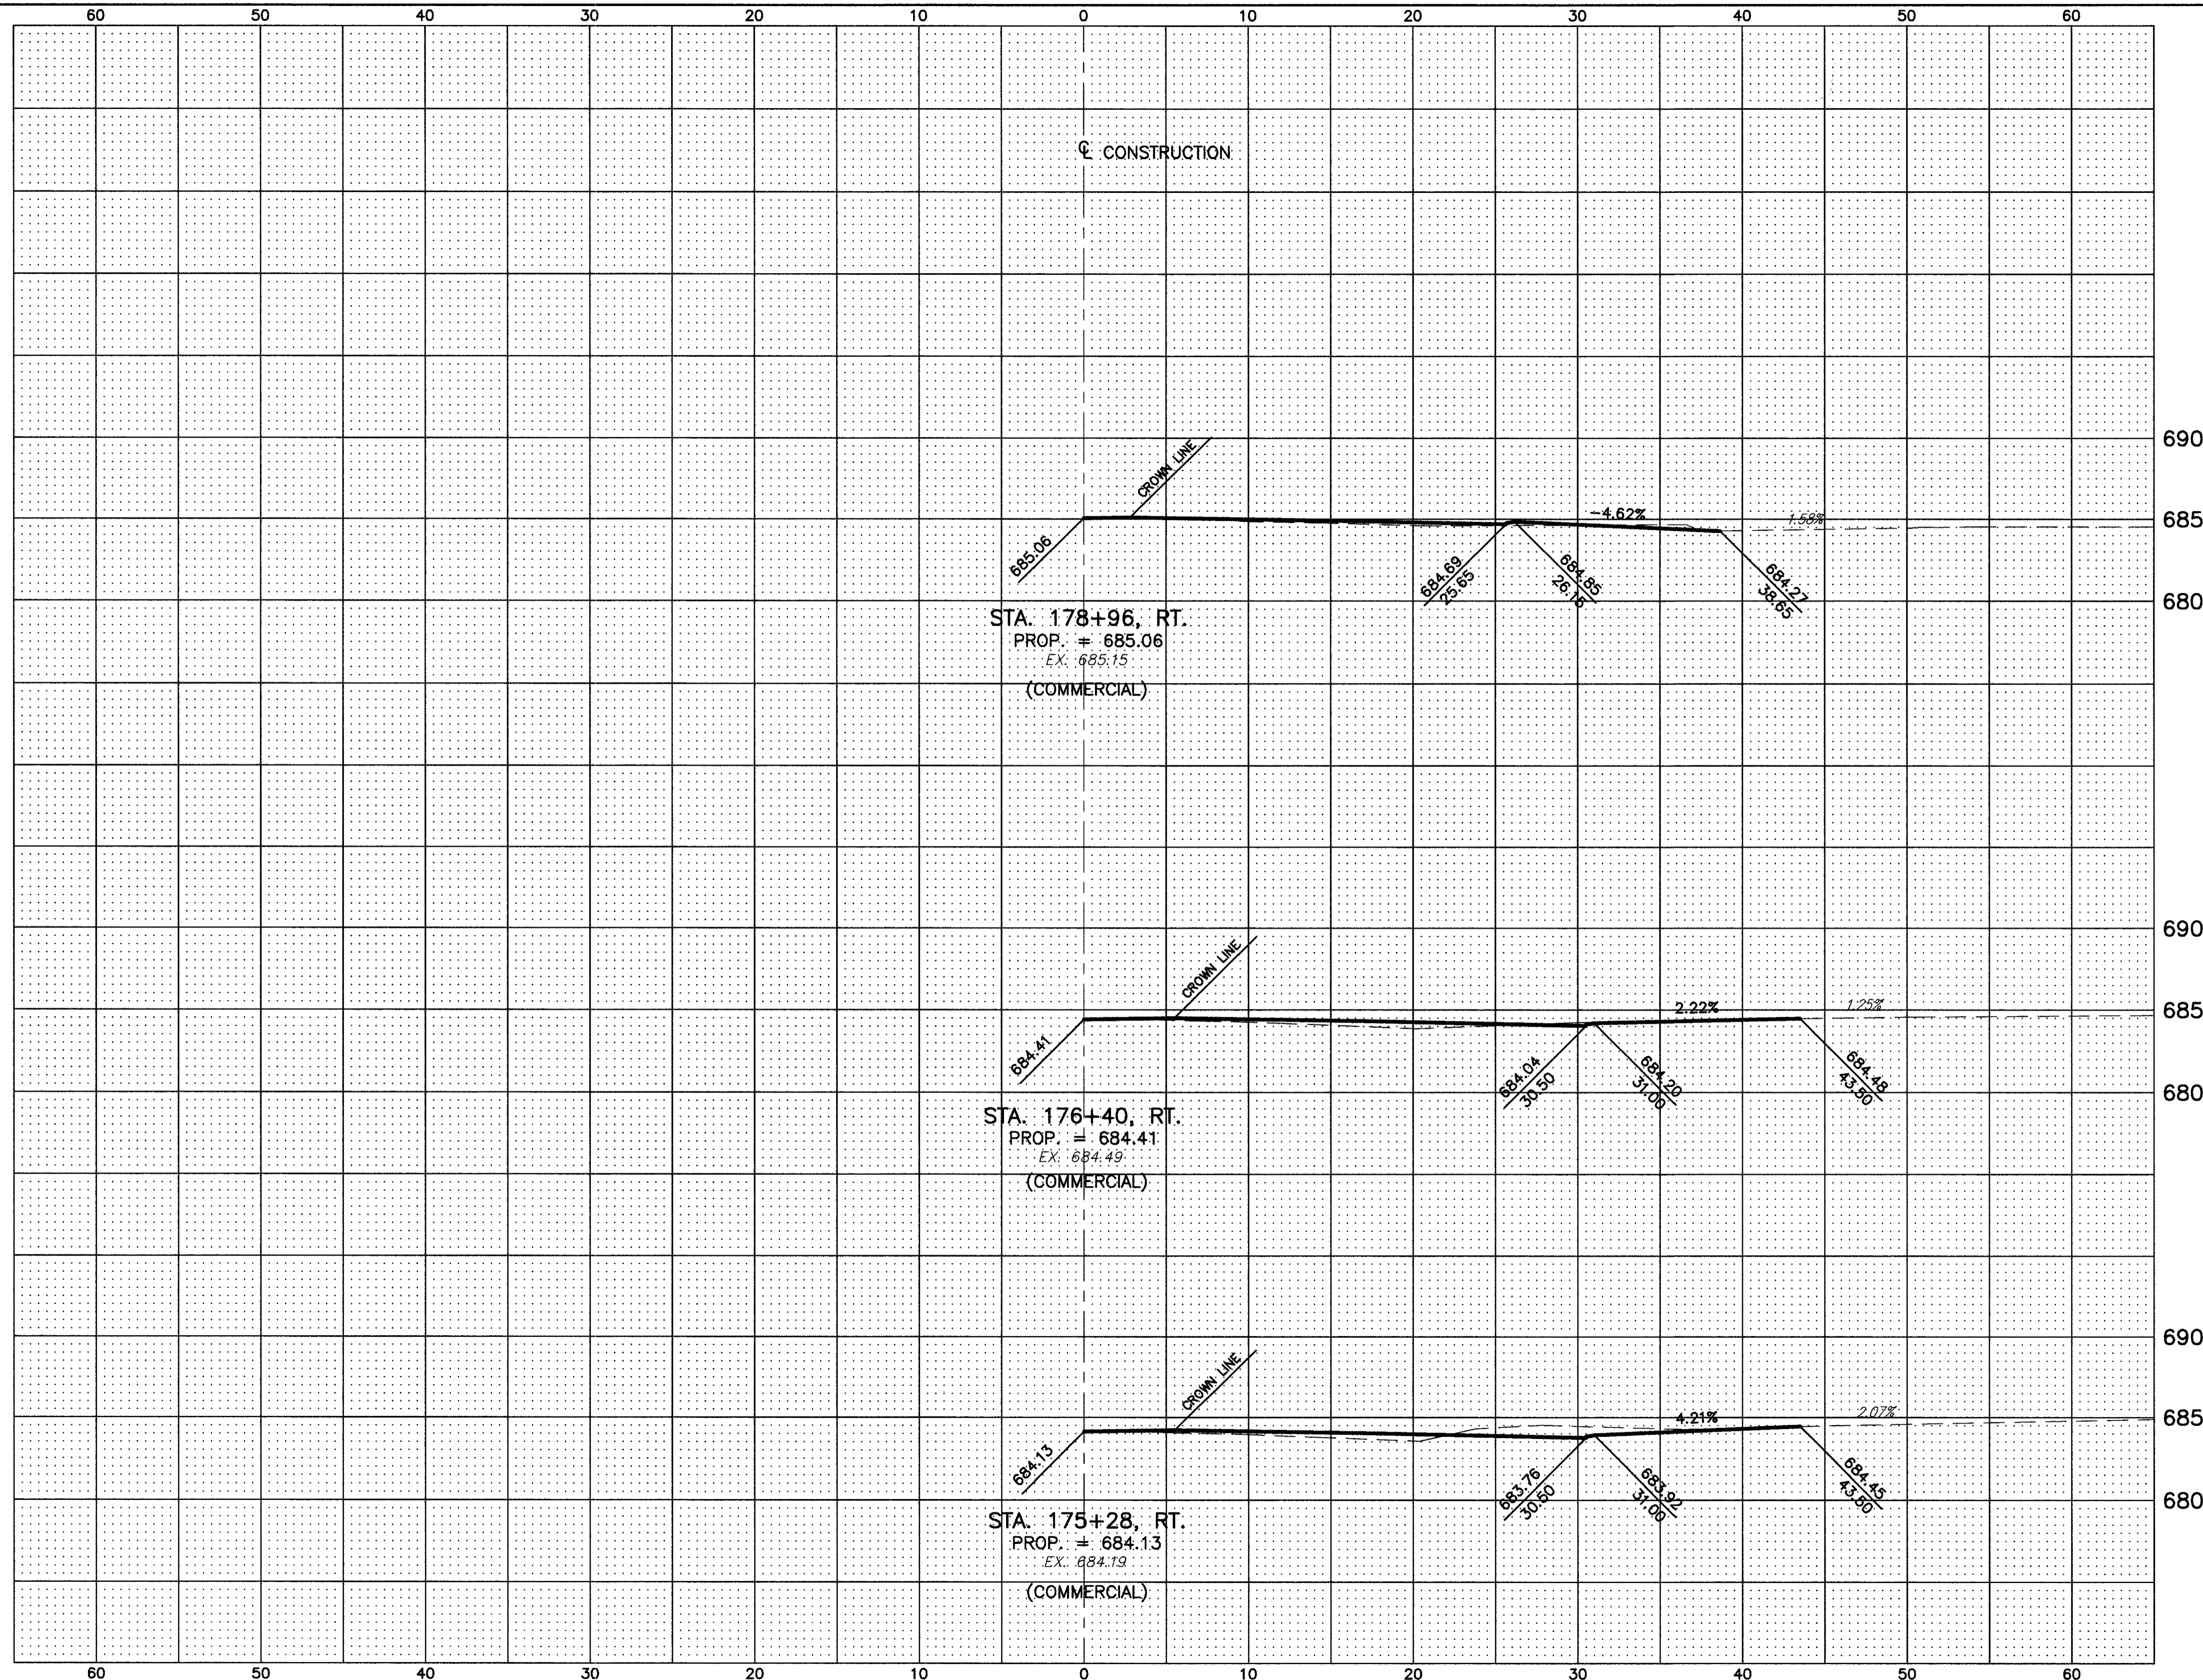 60 50 40 30 20 10 0 10 20 30 40 50 60
℄ CONSTRUCTION
690
CROWN LINE
-4.62%
1.58%
685
685.06
684.69
25.65
684.85
26.15
684.27
38.65
680
STA. 178+96, RT.
PROP. = 685.06
EX. 685.15
(COMMERCIAL)
690
CROWN LINE
2.22%
1.25%
685
684.41
684.04
30.50
684.20
31.00
684.48
43.50
680
STA. 176+40, RT.
PROP. = 684.41
EX. 684.49
(COMMERCIAL)
690
CROWN LINE
4.21%
2.07%
685
684.13
683.76
30.50
683.92
31.00
684.45
43.50
680
STA. 175+28, RT.
PROP. = 684.13
EX. 684.19
(COMMERCIAL)
60 50 40 30 20 10 0 10 20 30 40 50 60